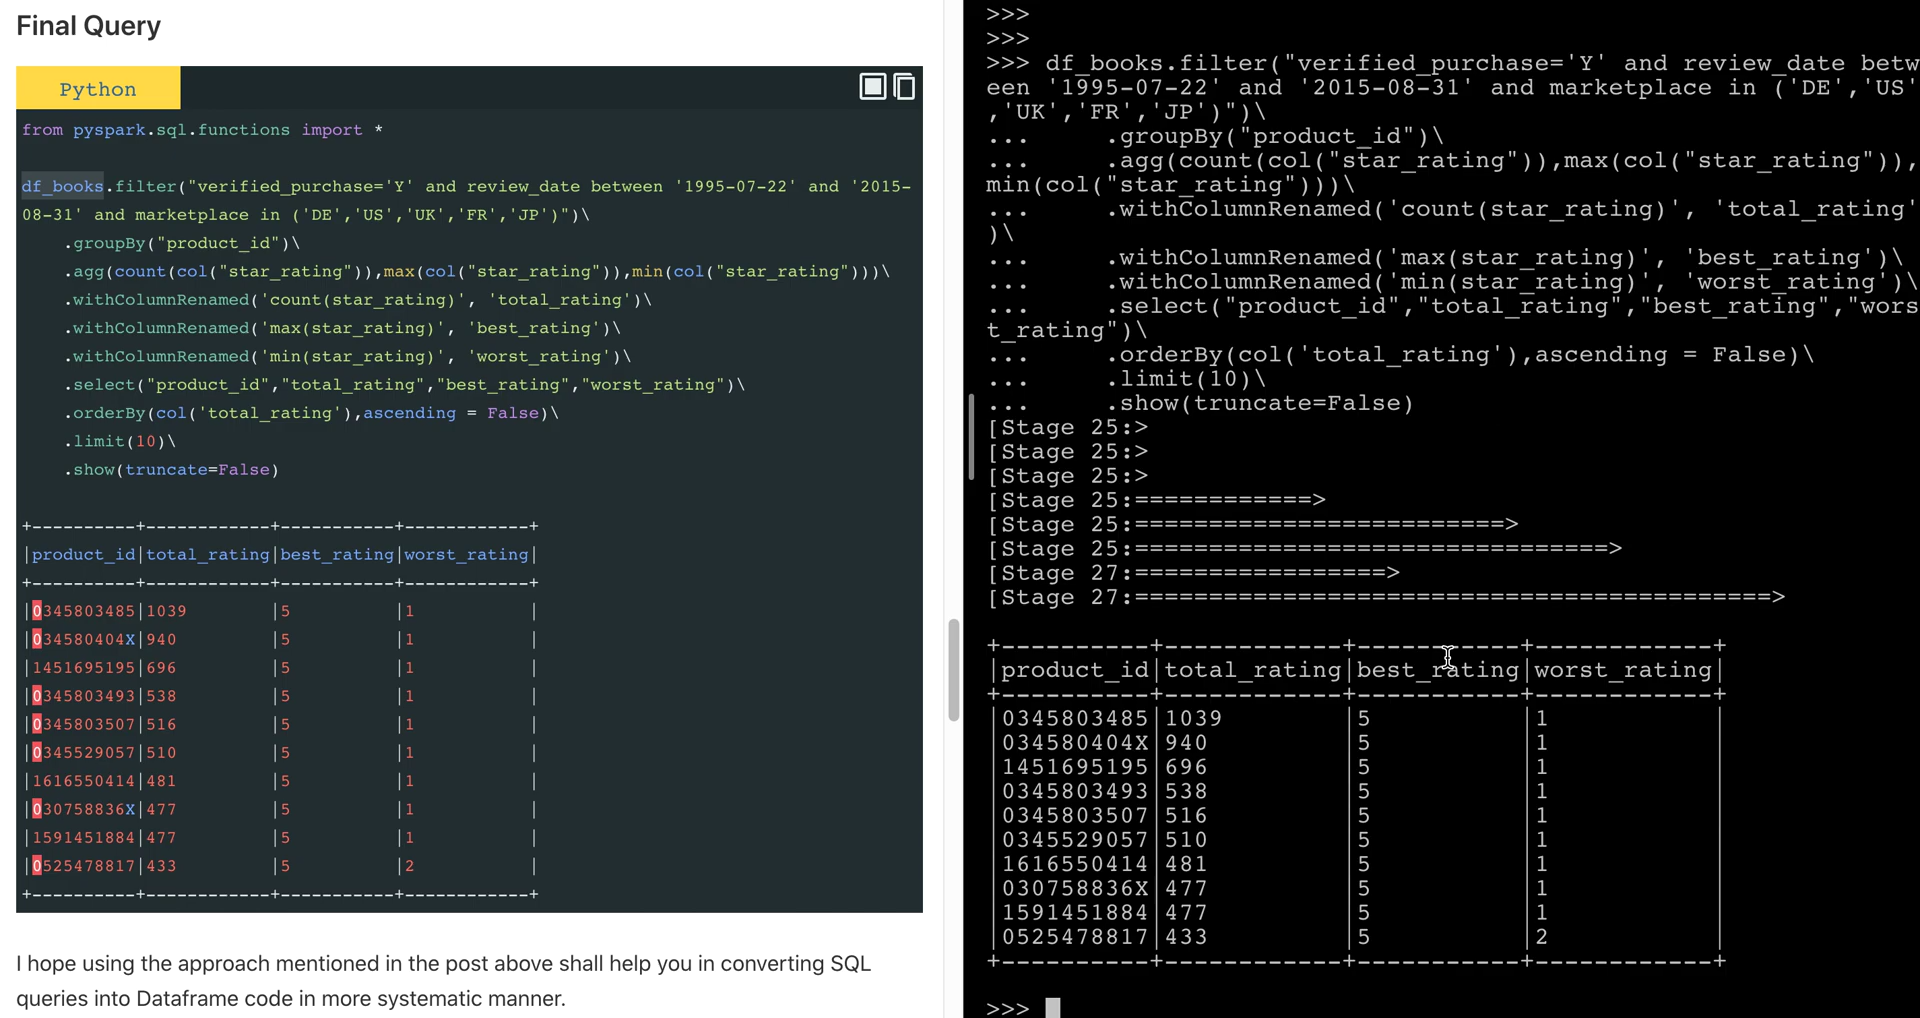 Final Query
Python
from pyspark.sql.functions import *
df_books.filter("verified_purchase='Y' and review_date between '1995-07-22' and '2015-
08-31' and marketplace in ('DE','US','UK','FR','JP')")\
.groupBy("product_id")\
.agg(count(col("star_rating")),max(col("star_rating")),min(col("star_rating")))\
.withColumnRenamed('count(star_rating)', 'total_rating')\
.withColumnRenamed('max(star_rating)', 'best_rating')\
.withColumnRenamed('min(star_rating)', 'worst_rating')\
.select("product_id","total_rating","best_rating","worst_rating")\
.orderBy(col('total_rating'),ascending = False)\
.limit(10)\
.show(truncate=False)
+----------+------------+-----------+------------+
|product_id|total_rating|best_rating|worst_rating|
+----------+------------+-----------+------------+
|0345803485|1039        |5          |1           |
|034580404X|940         |5          |1           |
|1451695195|696         |5          |1           |
|0345803493|538         |5          |1           |
|0345803507|516         |5          |1           |
|0345529057|510         |5          |1           |
|1616550414|481         |5          |1           |
|030758836X|477         |5          |1           |
|1591451884|477         |5          |1           |
|0525478817|433         |5          |2           |
+----------+------------+-----------+------------+
I hope using the approach mentioned in the post above shall help you in converting SQL
queries into Dataframe code in more systematic manner.
>>>
>>>
>>> df_books.filter("verified_purchase='Y' and review_date betw
een '1995-07-22' and '2015-08-31' and marketplace in ('DE','US'
,'UK','FR','JP')")\
...     .groupBy("product_id")\
...     .agg(count(col("star_rating")),max(col("star_rating")),
min(col("star_rating")))\
...     .withColumnRenamed('count(star_rating)', 'total_rating'
)\
...     .withColumnRenamed('max(star_rating)', 'best_rating')\
...     .withColumnRenamed('min(star_rating)', 'worst_rating')\
...     .select("product_id","total_rating","best_rating","wors
t_rating")\
...     .orderBy(col('total_rating'),ascending = False)\
...     .limit(10)\
...     .show(truncate=False)
[Stage 25:>
[Stage 25:>
[Stage 25:>
[Stage 25:============>
[Stage 25:=========================>
[Stage 25:================================>
[Stage 27:=================>
[Stage 27:===========================================>
+----------+------------+-----------+------------+
|product_id|total_rating|best_rating|worst_rating|
+----------+------------+-----------+------------+
|0345803485|1039        |5          |1           |
|034580404X|940         |5          |1           |
|1451695195|696         |5          |1           |
|0345803493|538         |5          |1           |
|0345803507|516         |5          |1           |
|0345529057|510         |5          |1           |
|1616550414|481         |5          |1           |
|030758836X|477         |5          |1           |
|1591451884|477         |5          |1           |
|0525478817|433         |5          |2           |
+----------+------------+-----------+------------+
>>>